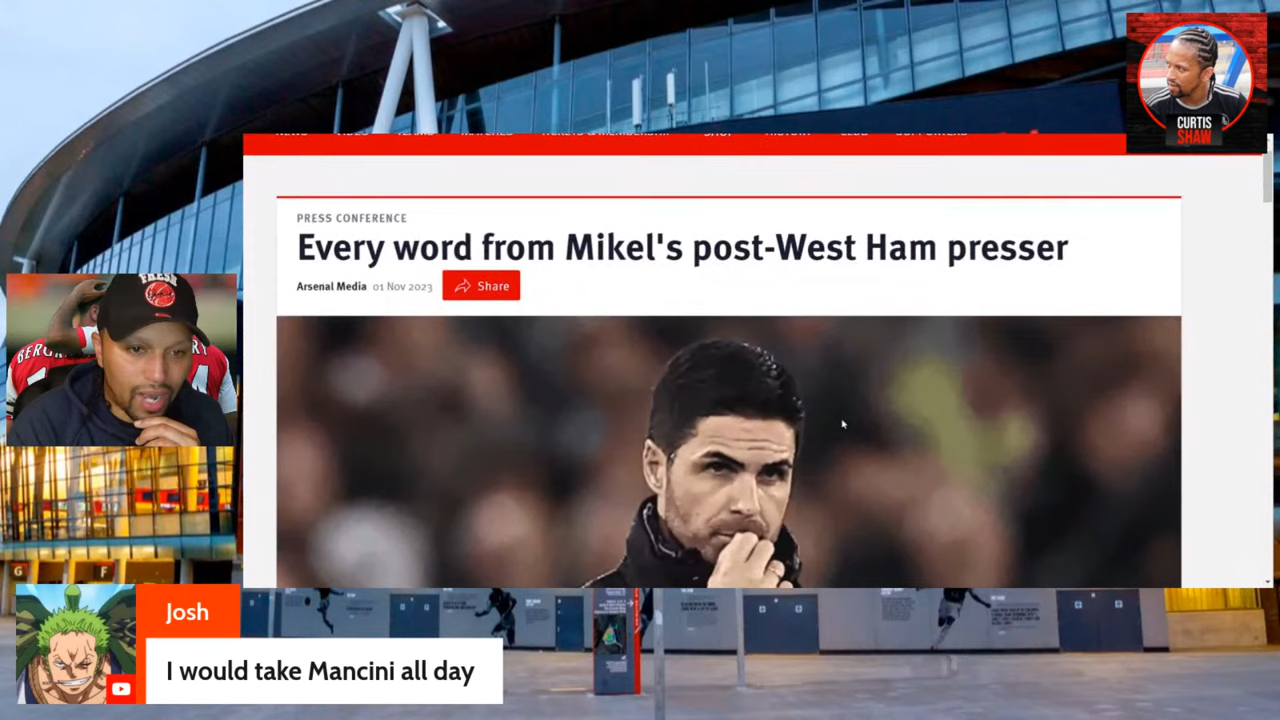 CURTIS
SHAW
PRESS CONFERENCE
Every word from Mikel's post-West Ham presser
Arsenal Media 01 Nov 2023 Share
FRESH
G F
Josh
I would take Mancini all day